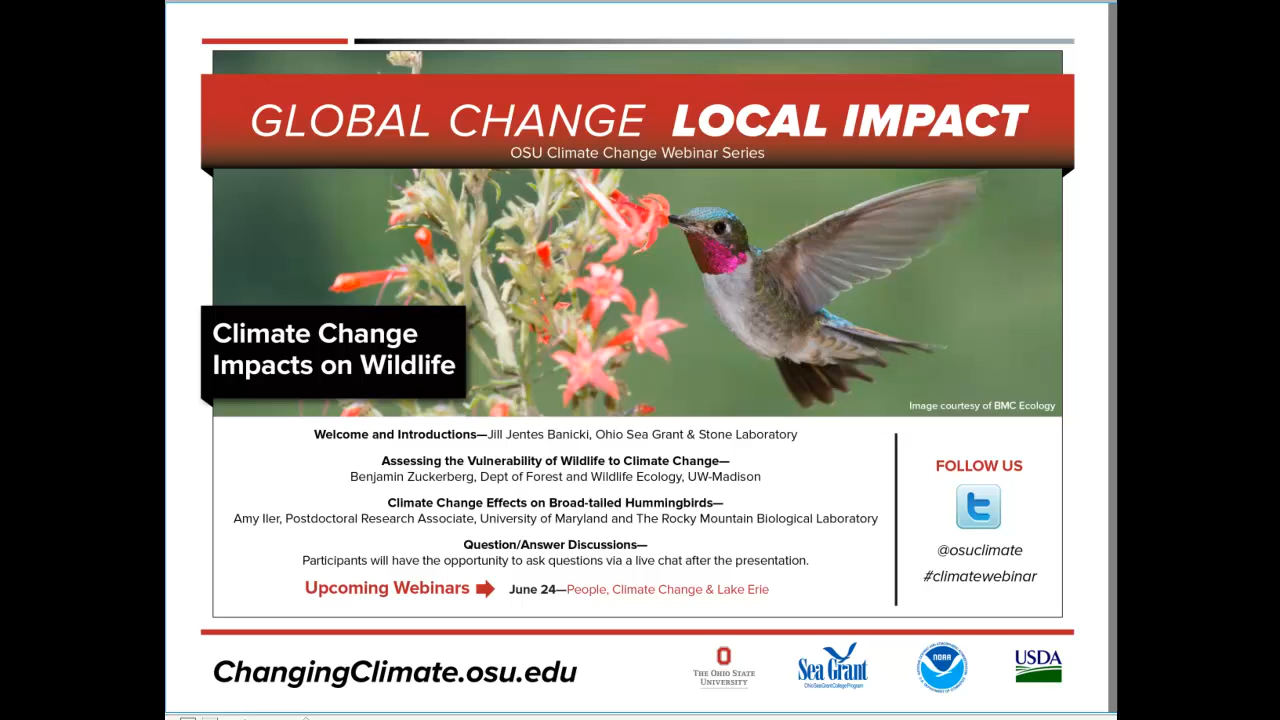 GLOBAL CHANGE LOCAL IMPACT
OSU Climate Change Webinar Series
Climate Change
Impacts on Wildlife
Image courtesy of BMC Ecology
Welcome and Introductions—Jill Jentes Banicki, Ohio Sea Grant & Stone Laboratory
Assessing the Vulnerability of Wildlife to Climate Change—
Benjamin Zuckerberg, Dept of Forest and Wildlife Ecology, UW-Madison
Climate Change Effects on Broad-tailed Hummingbirds—
Amy Iler, Postdoctoral Research Associate, University of Maryland and The Rocky Mountain Biological Laboratory
Question/Answer Discussions—
Participants will have the opportunity to ask questions via a live chat after the presentation.
Upcoming Webinars June 24—People, Climate Change & Lake Erie
FOLLOW US
@osuclimate
#climatewebinar
ChangingClimate.osu.edu
The Ohio State
University
Sea Grant
Ohio Sea Grant College Program
NOAA
USDA